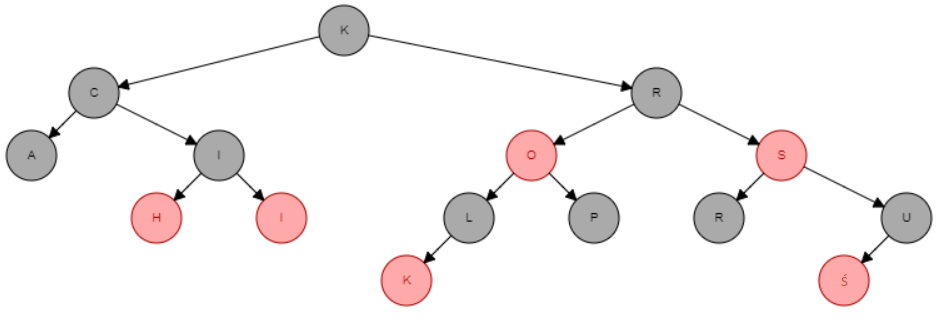 K
C R
A I O S
H I L P R U
K Ś